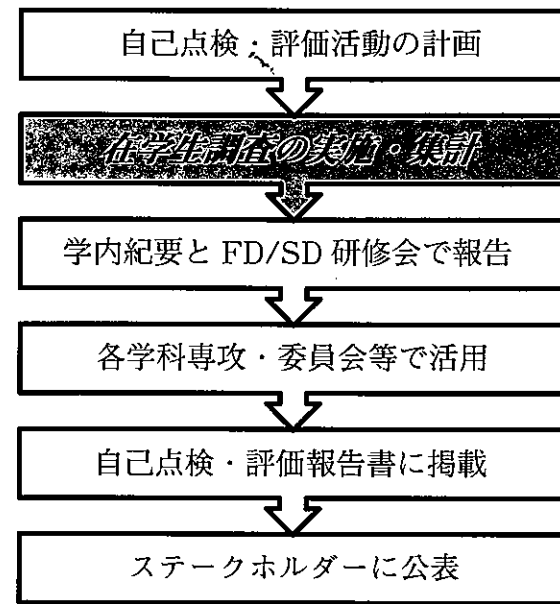 自己点検・評価活動の計画
在学生調査の実施・集計
学内紀要と FD/SD 研修会で報告
各学科専攻・委員会等で活用
自己点検・評価報告書に掲載
ステークホルダーに公表